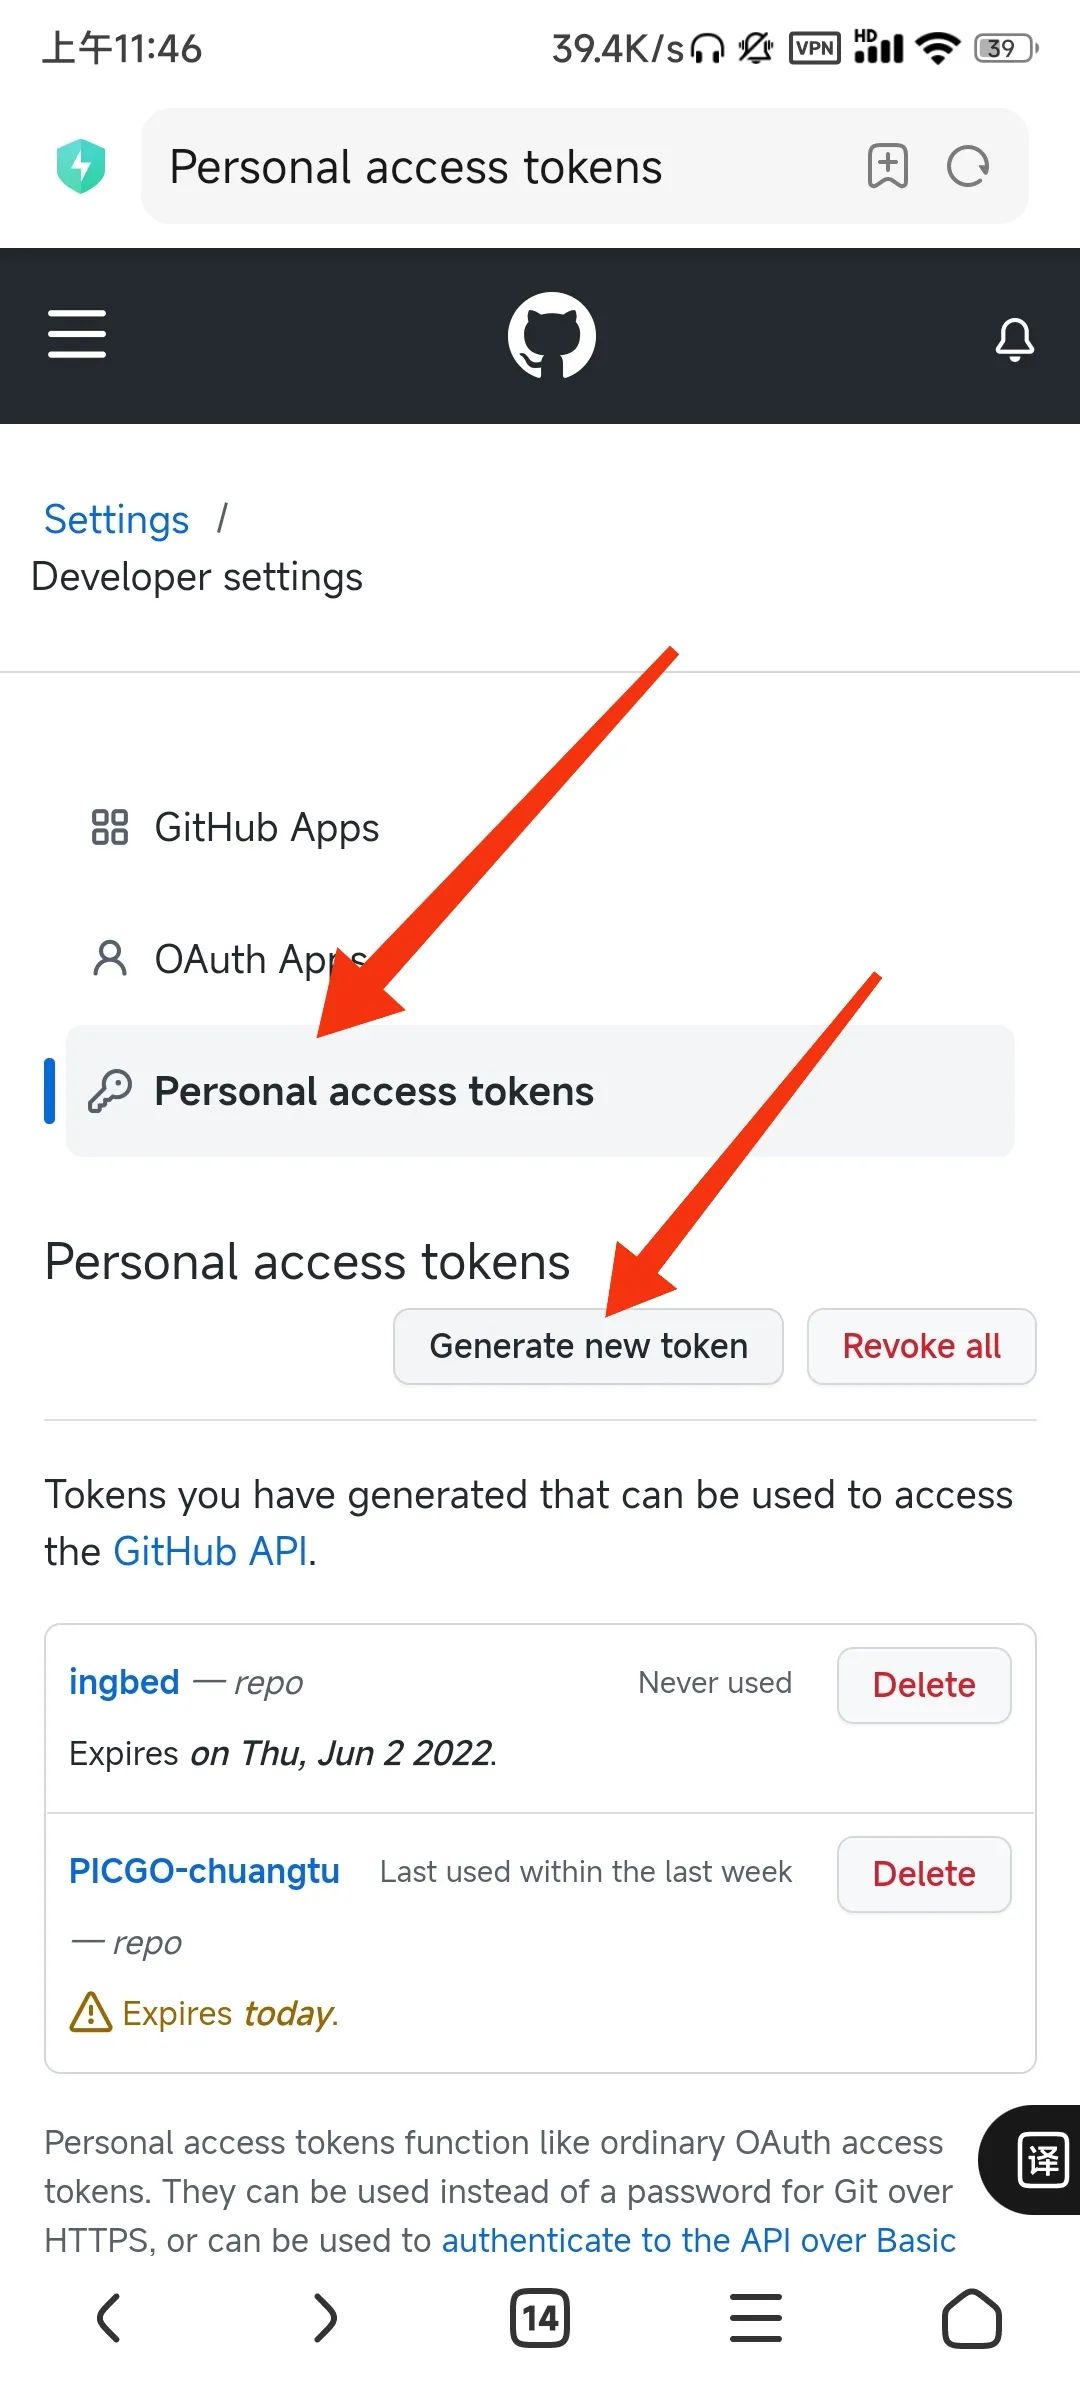 上午11:46
39.4K/s VPN HD 39
Personal access tokens
Settings /
Developer settings
GitHub Apps
OAuth Apps
Personal access tokens
Personal access tokens
Generate new token
Revoke all
Tokens you have generated that can be used to access
the GitHub API.
ingbed — repo
Never used
Delete
Expires on Thu, Jun 2 2022.
PICGO-chuangtu
Last used within the last week
Delete
— repo
Expires today.
Personal access tokens function like ordinary OAuth access
tokens. They can be used instead of a password for Git over
HTTPS, or can be used to authenticate to the API over Basic
译
14